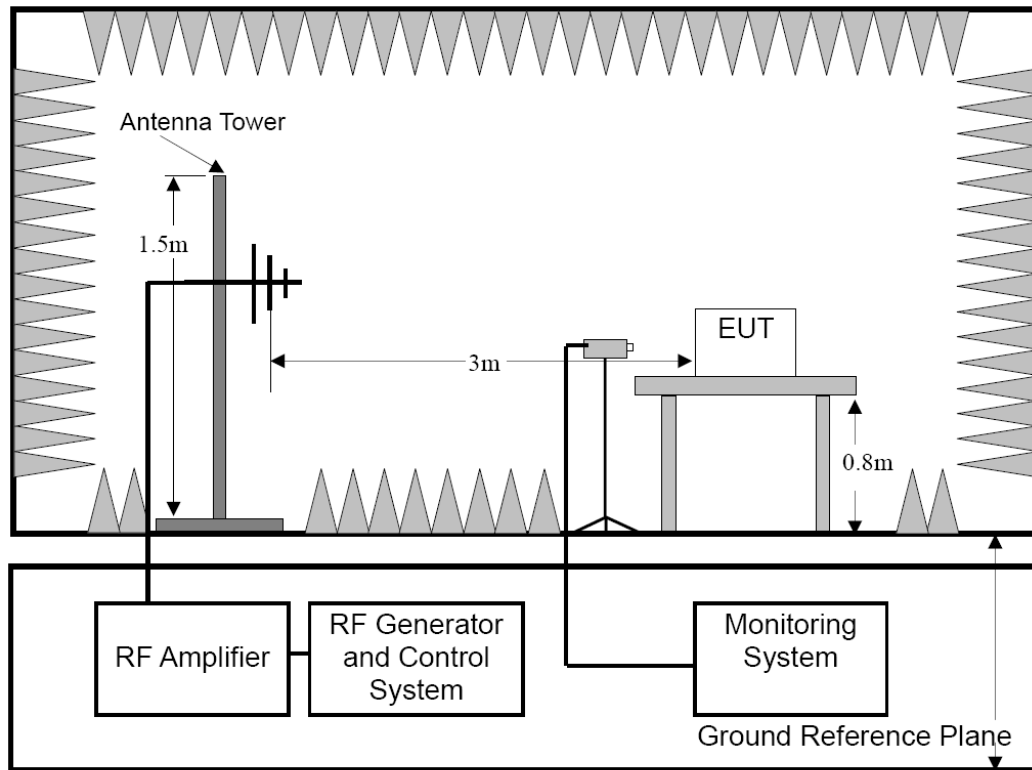 Antenna Tower
1.5m
EUT
3m
0.8m
RF Amplifier
RF Generator
and Control
System
Monitoring
System
Ground Reference Plane